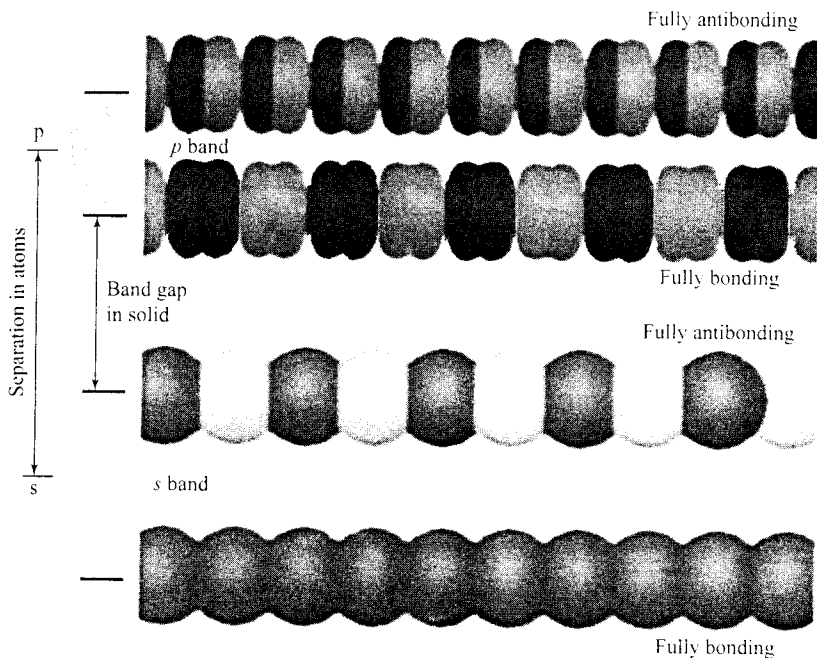 Fully antibonding
p
p band
Fully bonding
Separation in atoms
Band gap
in solid
Fully antibonding
s
s band
Fully bonding